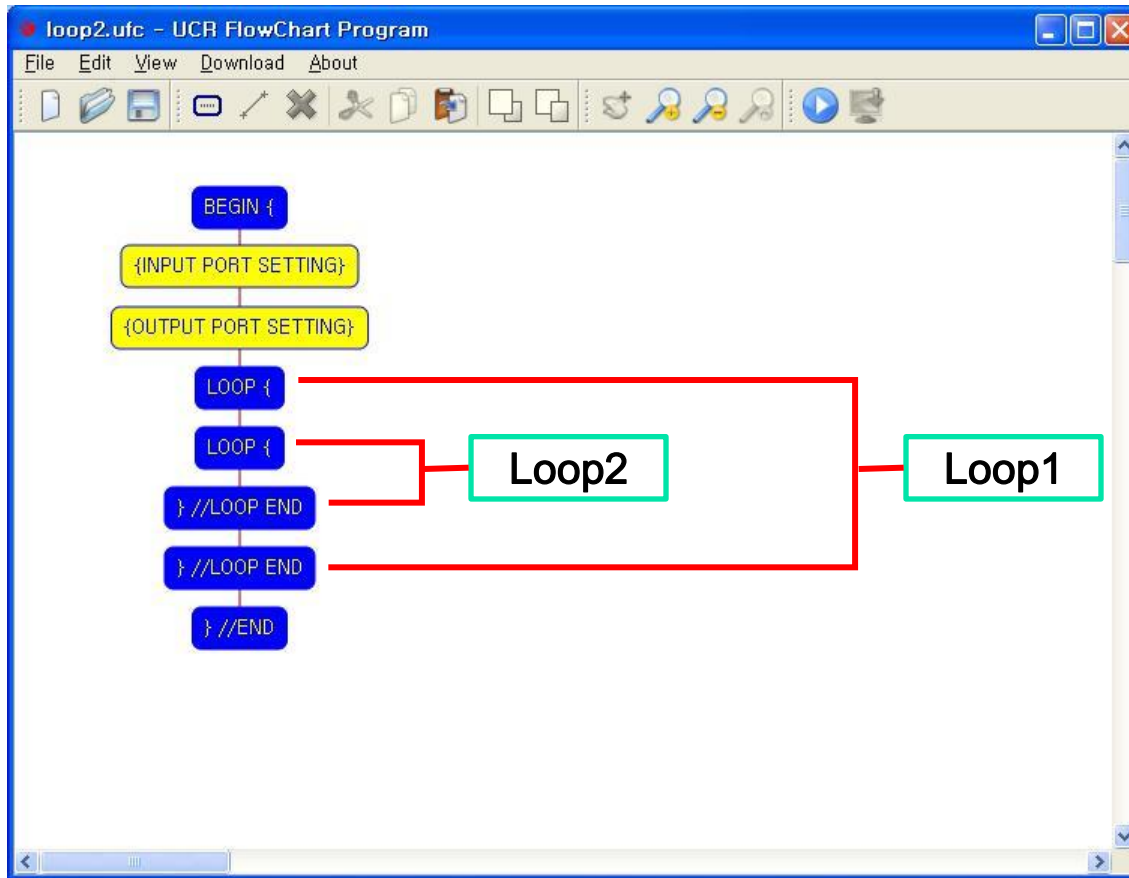 loop2.ufc - UCR FlowChart Program
File Edit View Download About
BEGIN {
{INPUT PORT SETTING}
{OUTPUT PORT SETTING}
LOOP {
LOOP {
Loop2
Loop1
} //LOOP END
} //LOOP END
} //END